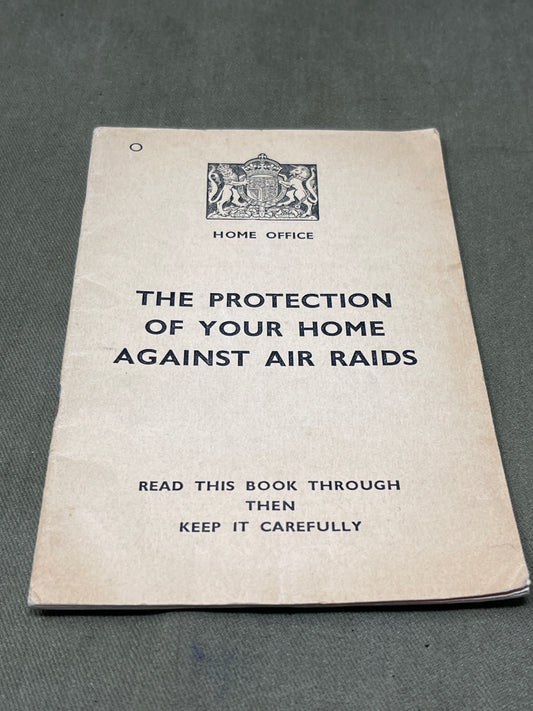 HOME OFFICE
THE PROTECTION
OF YOUR HOME
AGAINST AIR RAIDS
READ THIS BOOK THROUGH
THEN
KEEP IT CAREFULLY